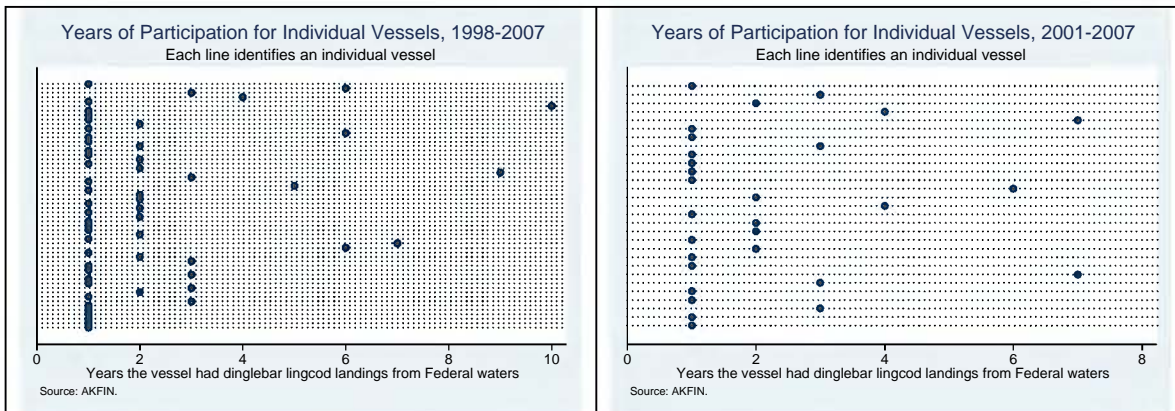 Years of Participation for Individual Vessels, 1998-2007
Each line identifies an individual vessel
0 2 4 6 8 10
Years the vessel had dinglebar lingcod landings from Federal waters
Source: AKFIN.
Years of Participation for Individual Vessels, 2001-2007
Each line identifies an individual vessel
0 2 4 6 8
Years the vessel had dinglebar lingcod landings from Federal waters
Source: AKFIN.